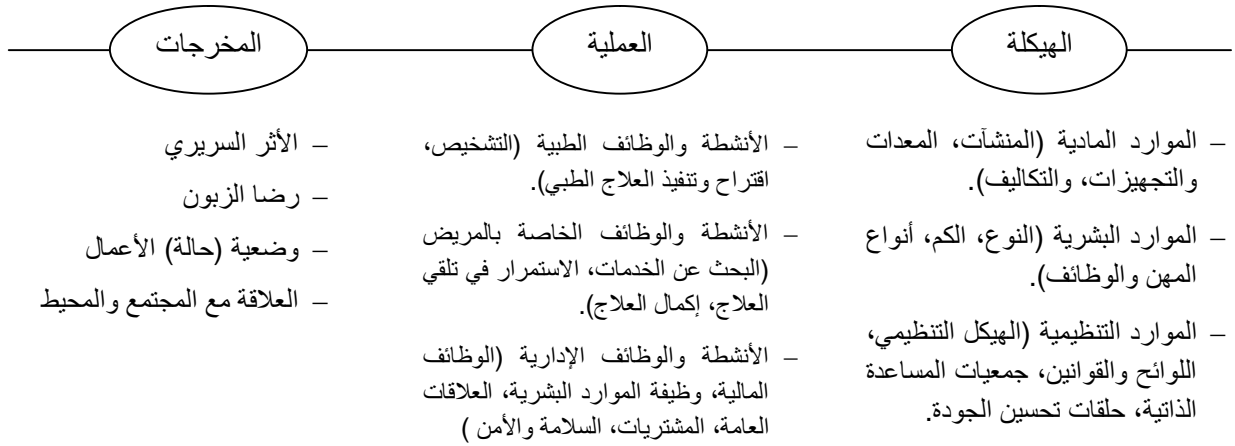 الهيكلة
العملية
المخرجات
– الموارد المادية (المنشآت، المعدات
والتجهيزات، والتكاليف).
– الموارد البشرية (النوع، الكم، أنواع
المهن والوظائف).
– الموارد التنظيمية (الهيكل التنظيمي،
اللوائح والقوانين، جمعيات المساعدة
الذاتية، حلقات تحسين الجودة.
– الأنشطة والوظائف الطبية (التشخيص،
اقتراح وتنفيذ العلاج الطبي).
– الأنشطة والوظائف الخاصة بالمريض
(البحث عن الخدمات، الاستمرار في تلقي
العلاج، إكمال العلاج).
– الأنشطة والوظائف الإدارية (الوظائف
المالية، وظيفة الموارد البشرية، العلاقات
العامة، المشتريات، السلامة والأمن )
– الأثر السريري
– رضا الزبون
– وضعية (حالة) الأعمال
– العلاقة مع المجتمع والمحيط